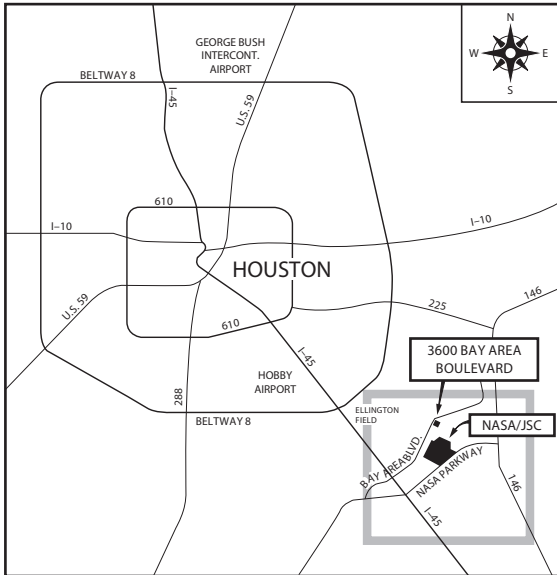 N
W
E
S
GEORGE BUSH
INTERCONT.
AIRPORT
BELTWAY 8
I–45
U.S. 59
610
I–10
I–10
HOUSTON
U.S. 59
225
146
610
I–45
3600 BAY AREA
BOULEVARD
HOBBY
AIRPORT
288
ELLINGTON
FIELD
NASA/JSC
BELTWAY 8
BAY AREA BLVD.
NASA PARKWAY
146
I–45